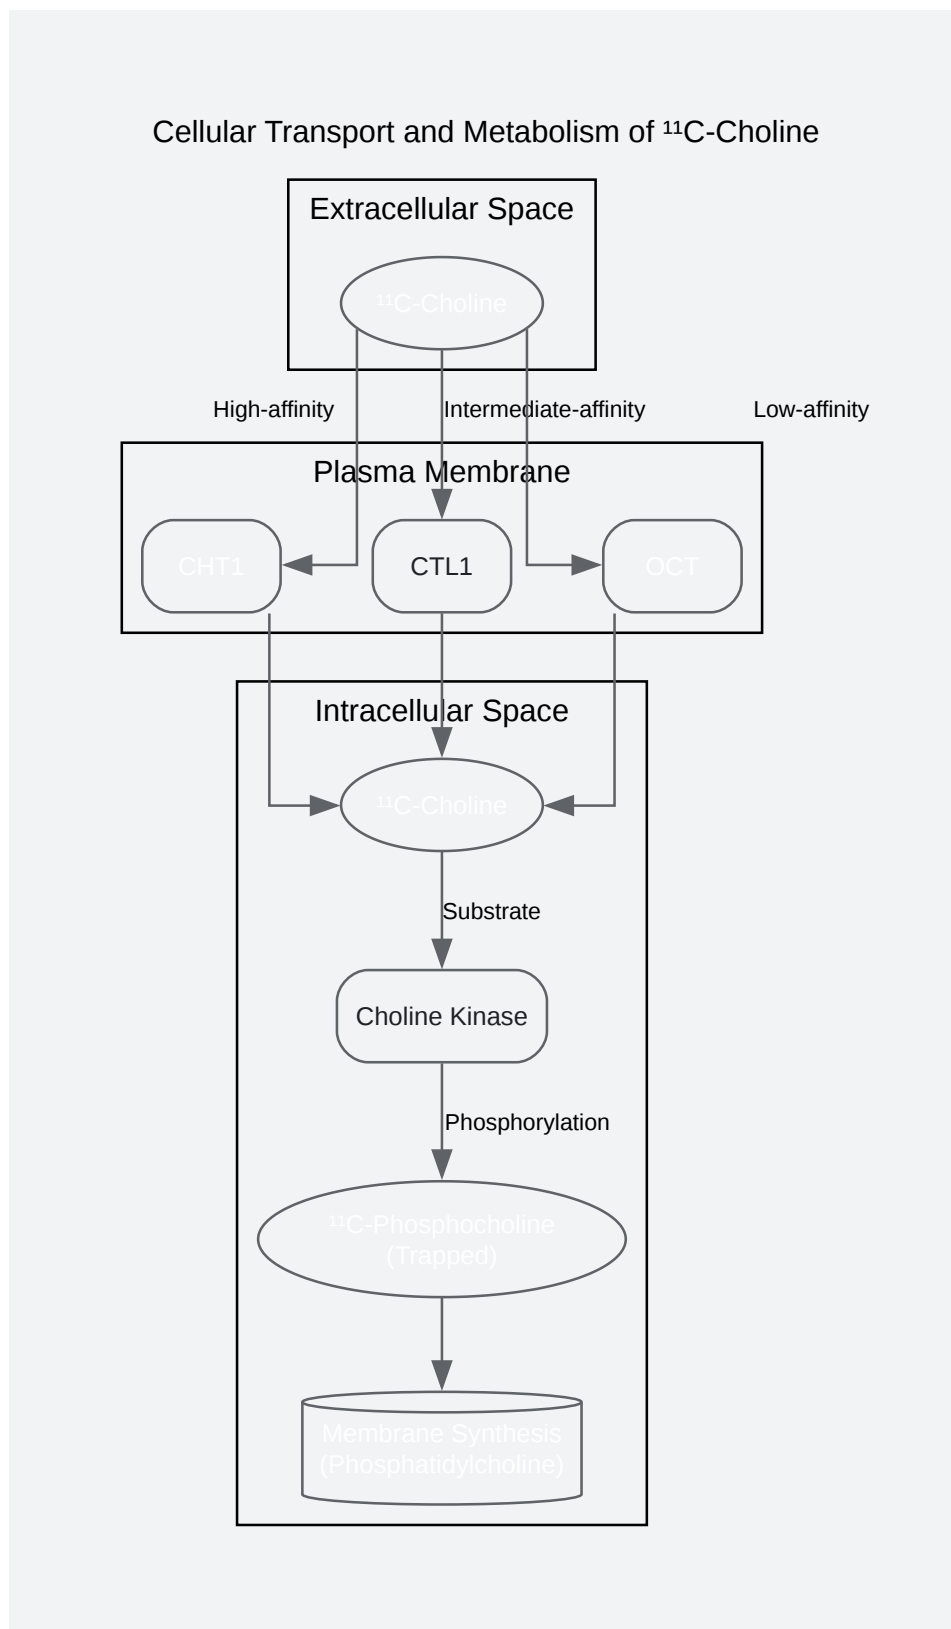 Cellular Transport and Metabolism of ¹¹C-Choline
Extracellular Space
¹¹C-Choline
High-affinity
Intermediate-affinity
Low-affinity
Plasma Membrane
CHT1
CTL1
OCT
Intracellular Space
¹¹C-Choline
Substrate
Choline Kinase
Phosphorylation
¹¹C-Phosphocholine
(Trapped)
Membrane Synthesis
(Phosphatidylcholine)